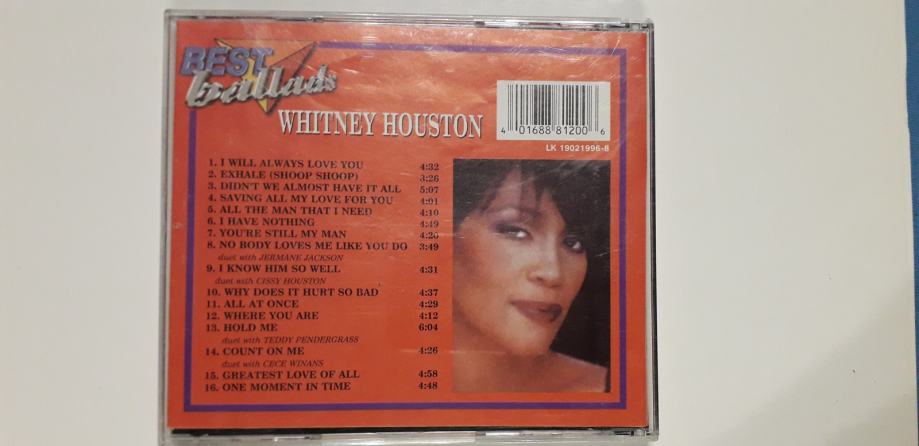 BEST
ballads
WHITNEY HOUSTON
4 01688 81200 6
LK 19021996-8
1. I WILL ALWAYS LOVE YOU 4:32
2. EXHALE (SHOOP SHOOP) 3:26
3. DIDN'T WE ALMOST HAVE IT ALL 5:07
4. SAVING ALL MY LOVE FOR YOU 4:01
5. ALL THE MAN THAT I NEED 4:10
6. I HAVE NOTHING 4:49
7. YOU'RE STILL MY MAN 4:20
8. NO BODY LOVES ME LIKE YOU DO 3:49
duet with JERMANE JACKSON
9. I KNOW HIM SO WELL 4:31
duet with CISSY HOUSTON
10. WHY DOES IT HURT SO BAD 4:37
11. ALL AT ONCE 4:29
12. WHERE YOU ARE 4:12
13. HOLD ME 6:04
duet with TEDDY PENDERGRASS
14. COUNT ON ME 4:26
duet with CECE WINANS
15. GREATEST LOVE OF ALL 4:58
16. ONE MOMENT IN TIME 4:48